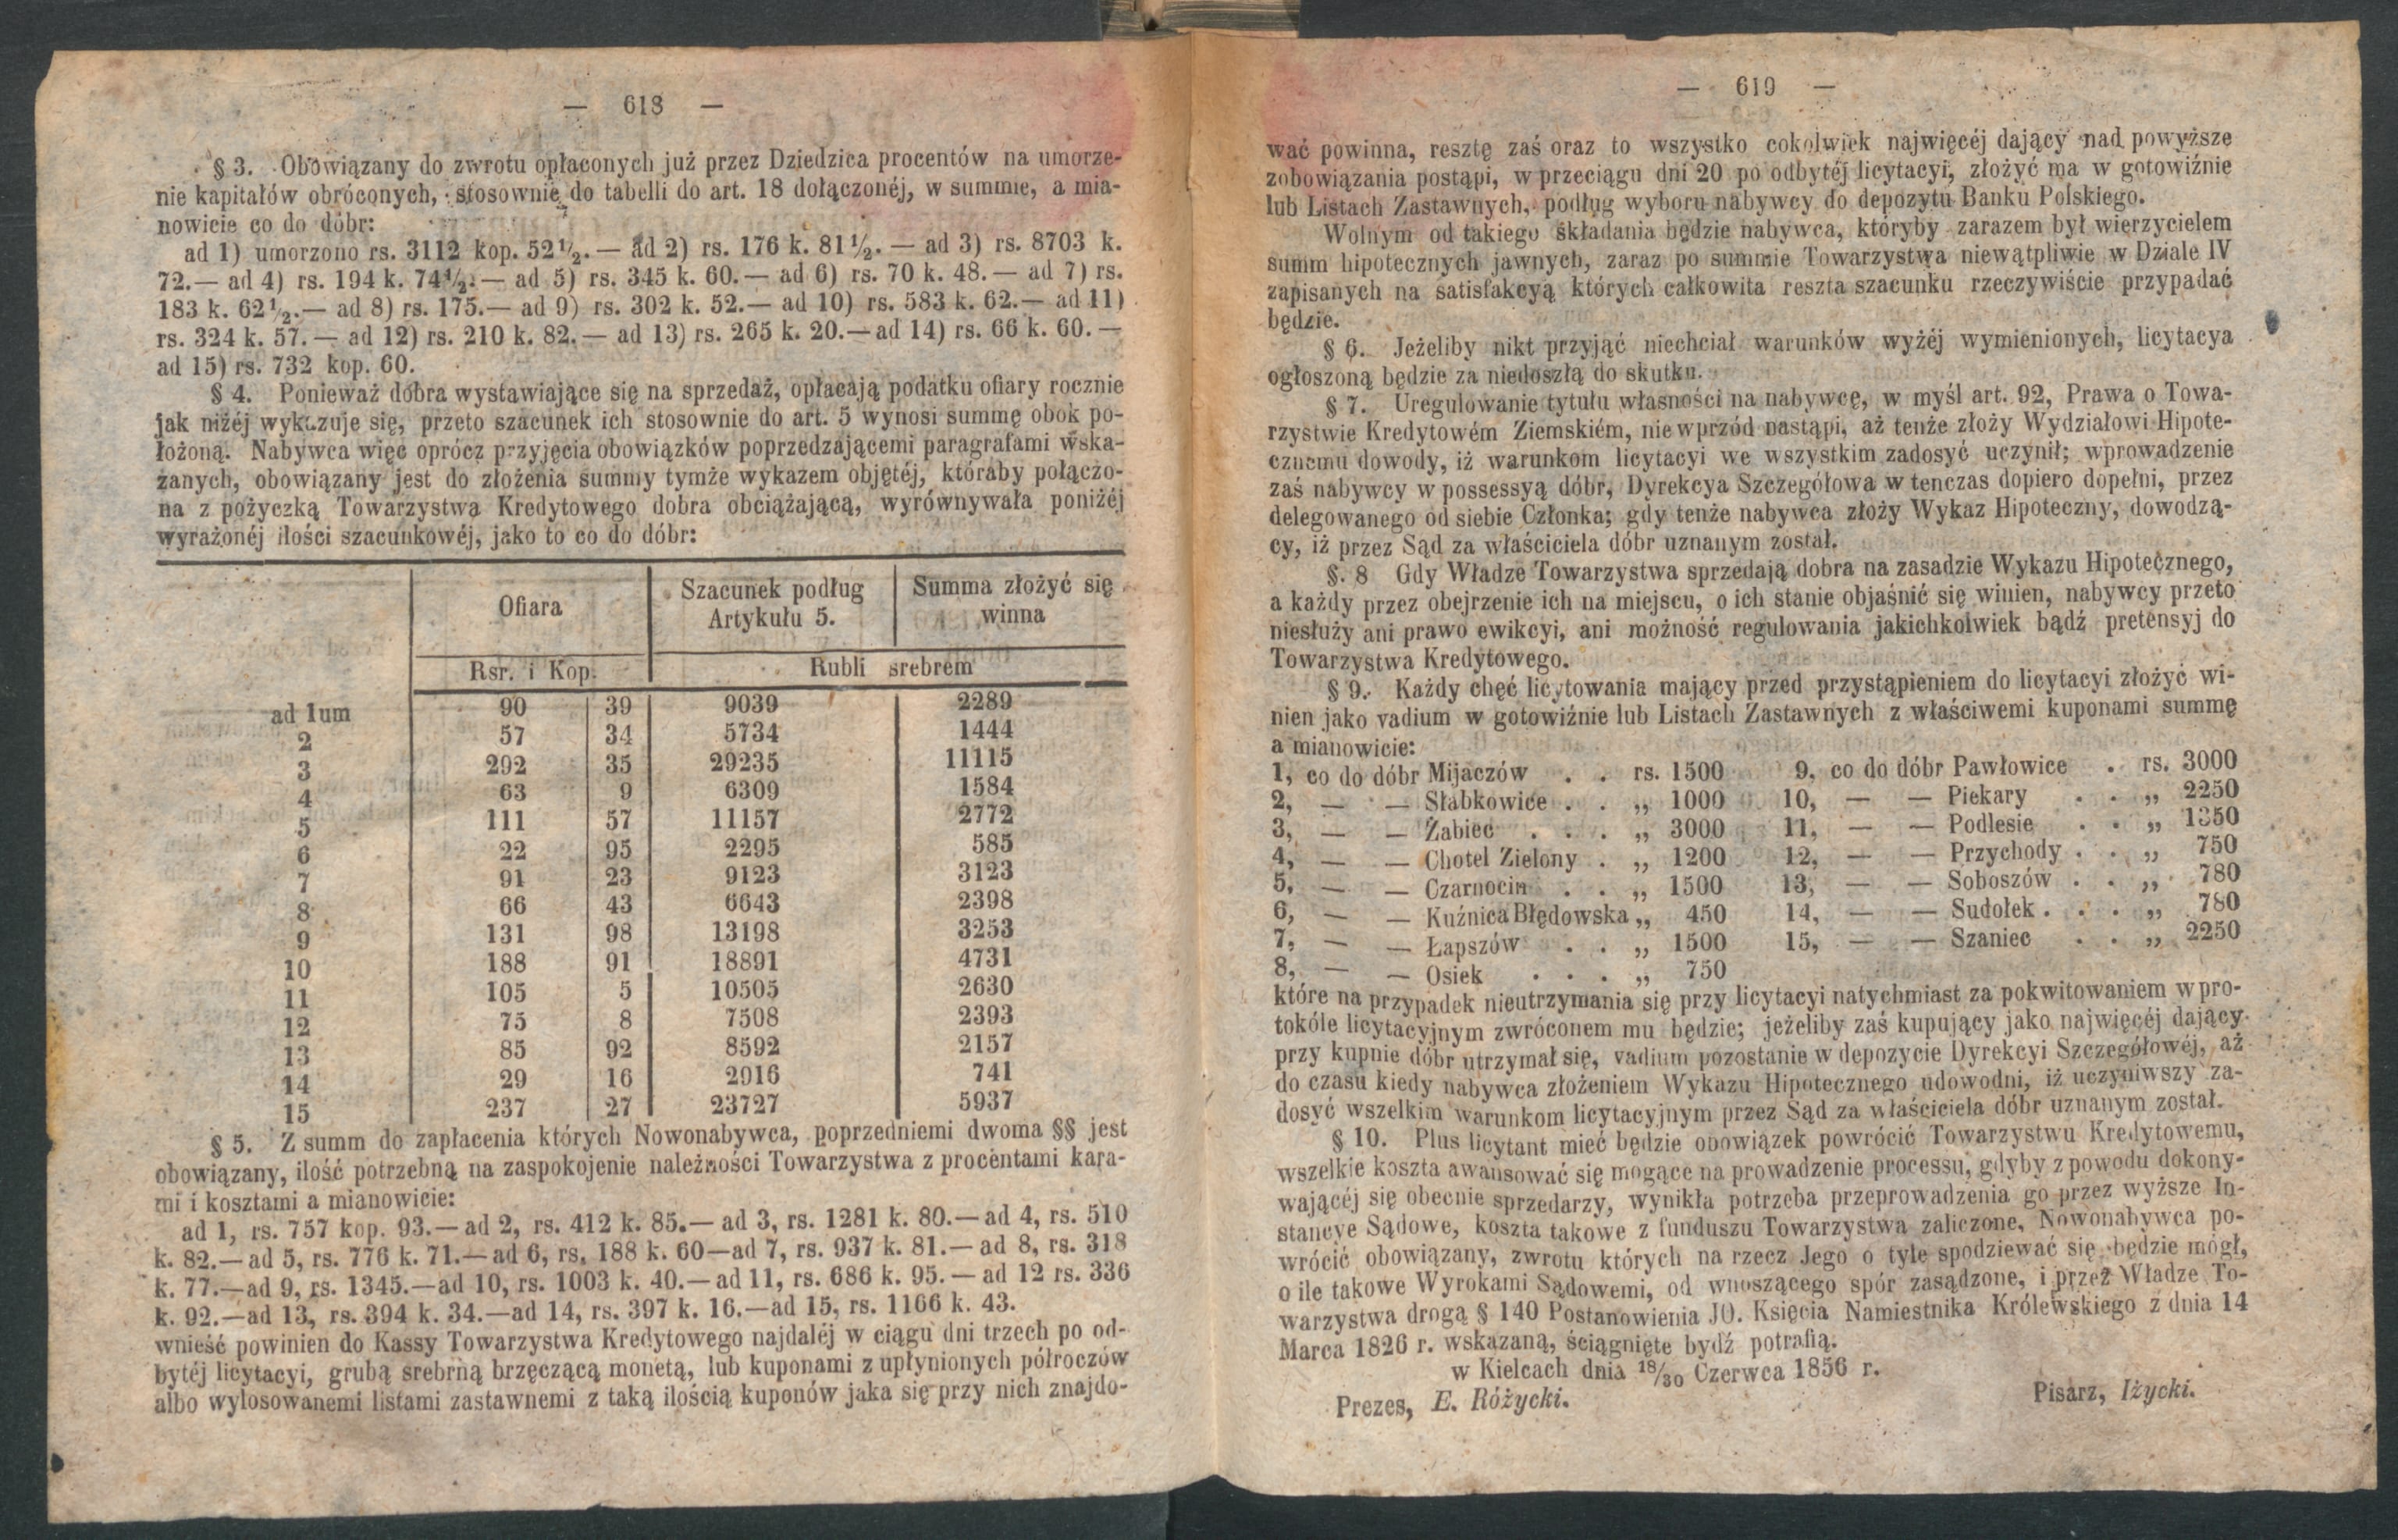 — 618 —
§ 3. Obowiązany do zwrotu opłaconych już przez Dziedzica procentów na umorze-
nie kapitałów obróconych, stosownie do tabelli do art. 18 dołączonéj, w summie, a mia-
nowicie co do dóbr:
ad 1) umorzono rs. 3112 kop. 52½. — ad 2) rs. 176 k. 81½. — ad 3) rs. 8703 k.
72.— ad 4) rs. 194 k. 74½.— ad 5) rs. 345 k. 60.— ad 6) rs. 70 k. 48.— ad 7) rs.
183 k. 62½.— ad 8) rs. 175.— ad 9) rs. 302 k. 52.— ad 10) rs. 583 k. 62.— ad 11)
rs. 324 k. 57. — ad 12) rs. 210 k. 82.— ad 13) rs. 265 k. 20.—ad 14) rs. 66 k. 60. —
ad 15) rs. 732 kop. 60.
§ 4. Ponieważ dobra wystawiające się na sprzedaż, opłacają podatku ofiary rocznie
jak niżéj wykazuje się, przeto szacunek ich stosownie do art. 5 wynosi summę obok po-
łożoną. Nabywca więc oprócz przyjęcia obowiązków poprzedzającemi paragrafami wska-
zanych, obowiązany jest do złożenia summy tymże wykazem objętéj, któraby połączo-
na z pożyczką Towarzystwa Kredytowego dobra obciążającą, wyrównywała poniżéj
wyrażonéj ilości szacunkowéj, jako to co do dóbr:
Ofiara Szacunek podług Artykułu 5. Summa złożyć się winna
Rsr. i Kop. Rubli srebrem
ad 1um 90 39 9039 2289
2 57 34 5734 1444
3 292 35 29235 11115
4 63 9 6309 1584
5 111 57 11157 2772
6 22 95 2295 585
7 91 23 9123 3123
8 66 43 6643 2398
9 131 98 13198 3253
10 188 91 18891 4731
11 105 5 10505 2630
12 75 8 7508 2393
13 85 92 8592 2157
14 29 16 2916 741
15 237 27 23727 5937
§ 5. Z summ do zapłacenia których Nowonabywca, poprzedniemi dwoma §§ jest
obowiązany, ilość potrzebną na zaspokojenie należności Towarzystwa z procentami kara-
mi i kosztami a mianowicie:
ad 1, rs. 757 kop. 93.—ad 2, rs. 412 k. 85.—ad 3, rs. 1281 k. 80.—ad 4, rs. 510
k. 82.—ad 5, rs. 776 k. 71.—ad 6, rs. 188 k. 60—ad 7, rs. 937 k. 81.—ad 8, rs. 318
k. 77.—ad 9, rs. 1345.—ad 10, rs. 1003 k. 40.—ad 11, rs. 686 k. 95.—ad 12 rs. 336
k. 92.—ad 13, rs. 394 k. 34.—ad 14, rs. 397 k. 16.—ad 15, rs. 1166 k. 43.
wnieść powinien do Kassy Towarzystwa Kredytowego najdaléj w ciągu dni trzech po od-
bytéj licytacyi, grubą srebrną brzęczącą monetą, lub kuponami z upłynionych półroczów
albo wylosowanemi listami zastawnemi z taką ilością kuponów jaka się przy nich znajdo-
— 619 —
wać powinna, resztę zaś oraz to wszystko cokolwiek najwięcéj dający nad powyższe
zobowiązania postąpi, w przeciągu dni 20 po odbytéj licytacyi, złożyć ma w gotowiźnie
lub Listach Zastawnych, podług wyboru nabywcy do depozytu Banku Polskiego.
Wolnym od takiego składania będzie nabywca, któryby zarazem był wierzycielem
summ hipotecznych jawnych, zaraz po summie Towarzystwa niewątpliwie w Dziale IV
zapisanych na satisfakcyą których całkowita reszta szacunku rzeczywiście przypadać
będzie.
§ 6. Jeżeliby nikt przyjąć niechciał warunków wyżéj wymienionych, licytacya
ogłoszoną będzie za niedoszłą do skutku.
§ 7. Uregulowanie tytułu własności na nabywcę, w myśl art. 92, Prawa o Towa-
rzystwie Kredytowém Ziemskiém, nie wprzód nastąpi, aż tenże złoży Wydziałowi Hipote-
cznemu dowody, iż warunkom licytacyi we wszystkim zadosyć uczynił; wprowadzenie
zaś nabywcy w possessyą dóbr, Dyrekcya Szczegółowa w tenczas dopiero dopełni, przez
delegowanego od siebie Członka; gdy tenże nabywca złoży Wykaz Hipoteczny, dowodzą-
cy, iż przez Sąd za właściciela dóbr uznanym został.
§. 8 Gdy Władze Towarzystwa sprzedają dobra na zasadzie Wykazu Hipotecznego,
a każdy przez obejrzenie ich na miejscu, o ich stanie objaśnić się winien, nabywcy przeto
niesłuży ani prawo ewikcyi, ani możność regulowania jakichkolwiek bądź pretensyj do
Towarzystwa Kredytowego.
§ 9. Każdy chęć licytowania mający przed przystąpieniem do licytacyi złożyć wi-
nien jako vadium w gotowiźnie lub Listach Zastawnych z właściwemi kuponami summę
a mianowicie:
1, co do dóbr Mijaczów . . rs. 1500 9, co do dóbr Pawłowice . rs. 3000
2, — — Słabkowice . . „ 1000 10, — — Piekary . . „ 2250
3, — — Żabiec . . . „ 3000 11, — — Podlesie . . „ 1350
4, — — Chotel Zielony . „ 1200 12, — — Przychody . . „ 750
5, — — Czarnocin . . „ 1500 13, — — Soboszów . . „ 780
6, — — Kuźnica Błędowska „ 450 14, — — Sudołek . . . „ 780
7, — — Łapszów . . „ 1500 15, — — Szaniec . . „ 2250
8, — — Osiek . . . „ 750
które na przypadek nieutrzymania się przy licytacyi natychmiast za pokwitowaniem w pro-
tokóle licytacyjnym zwróconem mu będzie; jeżeliby zaś kupujący jako najwięcéj dający
przy kupnie dóbr utrzymał się, vadium pozostanie w depozycie Dyrekcyi Szczegółowéj, aż
do czasu kiedy nabywca złożeniem Wykazu Hipotecznego udowodni, iż uczyniwszy za-
dosyć wszelkim warunkom licytacyjnym przez Sąd za właściciela dóbr uznanym został.
§ 10. Plus licytant mieć będzie obowiązek powrócić Towarzystwu Kredytowemu,
wszelkie koszta awansować się mogące na prowadzenie processu, gdyby z powodu dokony-
wającéj się obecnie sprzedarzy, wynikła potrzeba przeprowadzenia go przez wyższe In-
stancye Sądowe, koszta takowe z funduszu Towarzystwa zaliczone, Nowonabywca po-
wrócić obowiązany, zwrotu których na rzecz Jego o tyle spodziewać się będzie mógł,
o ile takowe Wyrokami Sądowemi, od wnoszącego spór zasądzone, i przez Władze To-
warzystwa drogą § 140 Postanowienia JO. Księcia Namiestnika Królewskiego z dnia 14
Marca 1826 r. wskazaną, ściągnięte bydź potrafią.
w Kielcach dnia 18/30 Czerwca 1856 r.
Prezes, E. Różycki. Pisarz, Iżycki.